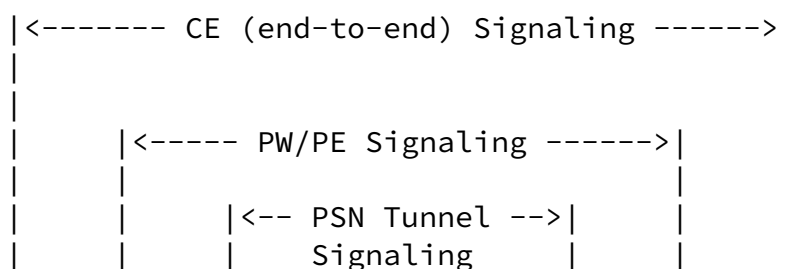 |<------- CE (end-to-end) Signaling ------>
|
|
|     |<----- PW/PE Signaling ------>|
|     |                              |
|     |     |<-- PSN Tunnel -->|     |
|     |     |    Signaling     |     |